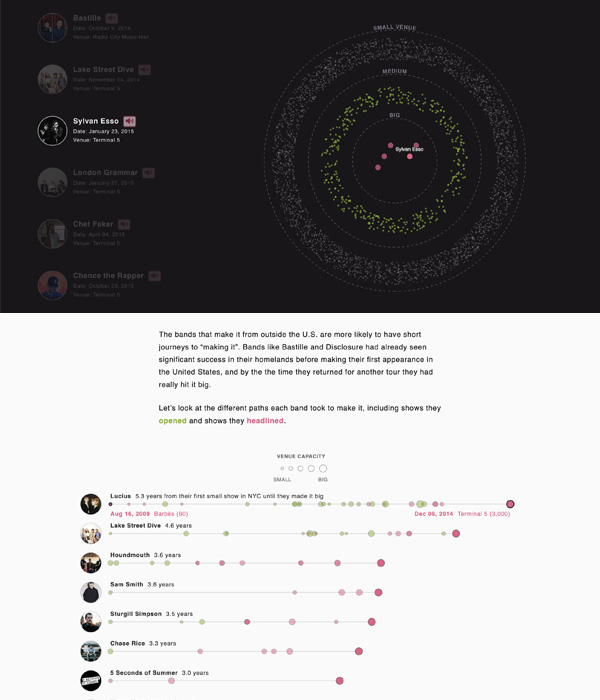 Bastille
Date: October 9, 2014
Venue: Radio City Music Hall
Lake Street Dive
Date: November 14, 2014
Venue: Terminal 5
Sylvan Esso
Date: January 23, 2015
Venue: Terminal 5
London Grammar
Date: January 27, 2015
Venue: Terminal 5
Chet Faker
Date: April 04, 2015
Venue: Terminal 5
Chance the Rapper
Date: October 23, 2015
Venue: Terminal 5
SMALL VENUE
MEDIUM
BIG
Sylvan Esso
The bands that make it from outside the U.S. are more likely to have short
journeys to “making it”. Bands like Bastille and Disclosure had already seen
significant success in their homelands before making their first appearance in
the United States, and by the the time they returned for another tour they had
really hit it big.
Let’s look at the different paths each band took to make it, including shows they
opened and shows they headlined.
VENUE CAPACITY
SMALL BIG
Lucius 5.3 years from their first small show in NYC until they made it big
Aug 16, 2009 Barbès (60) Dec 06, 2014 Terminal 5 (3,000)
Lake Street Dive 4.6 years
Houndmouth 3.6 years
Sam Smith 3.6 years
Sturgill Simpson 3.5 years
Chase Rice 3.3 years
5 Seconds of Summer 3.0 years